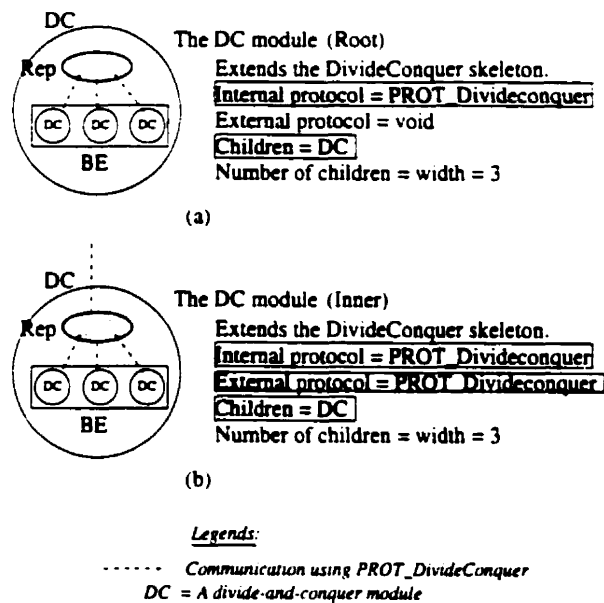 DC
The DC module (Root)
Rep
Extends the DivideConquer skeleton.
Internal protocol = PROT_Divideconquer
External protocol = void
DC DC DC
Children = DC
BE
Number of children = width = 3
(a)
DC
The DC module (Inner)
Rep
Extends the DivideConquer skeleton.
Internal protocol = PROT_Divideconquer
External protocol = PROT_Divideconquer
DC DC DC
Children = DC
BE
Number of children = width = 3
(b)
Legends:
Communication using PROT_DivideConquer
DC = A divide-and-conquer module